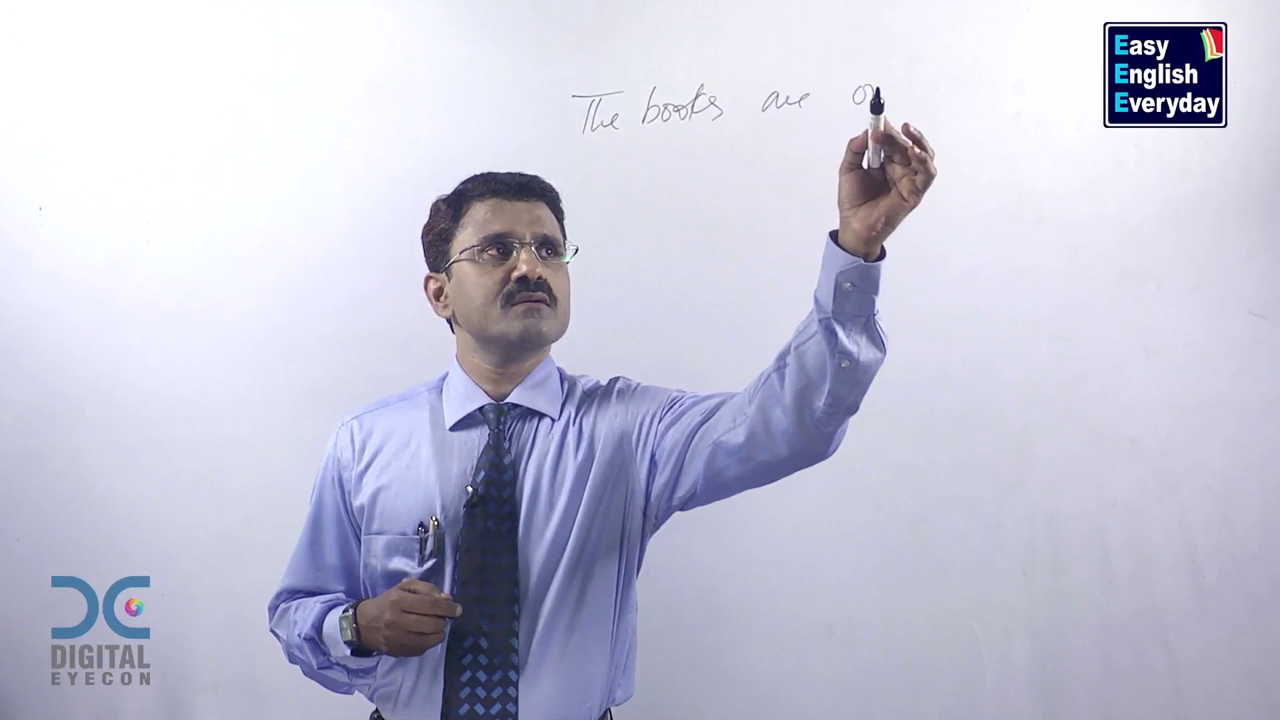 The books are o
Easy
English
Everyday
DIGITAL
EYECON